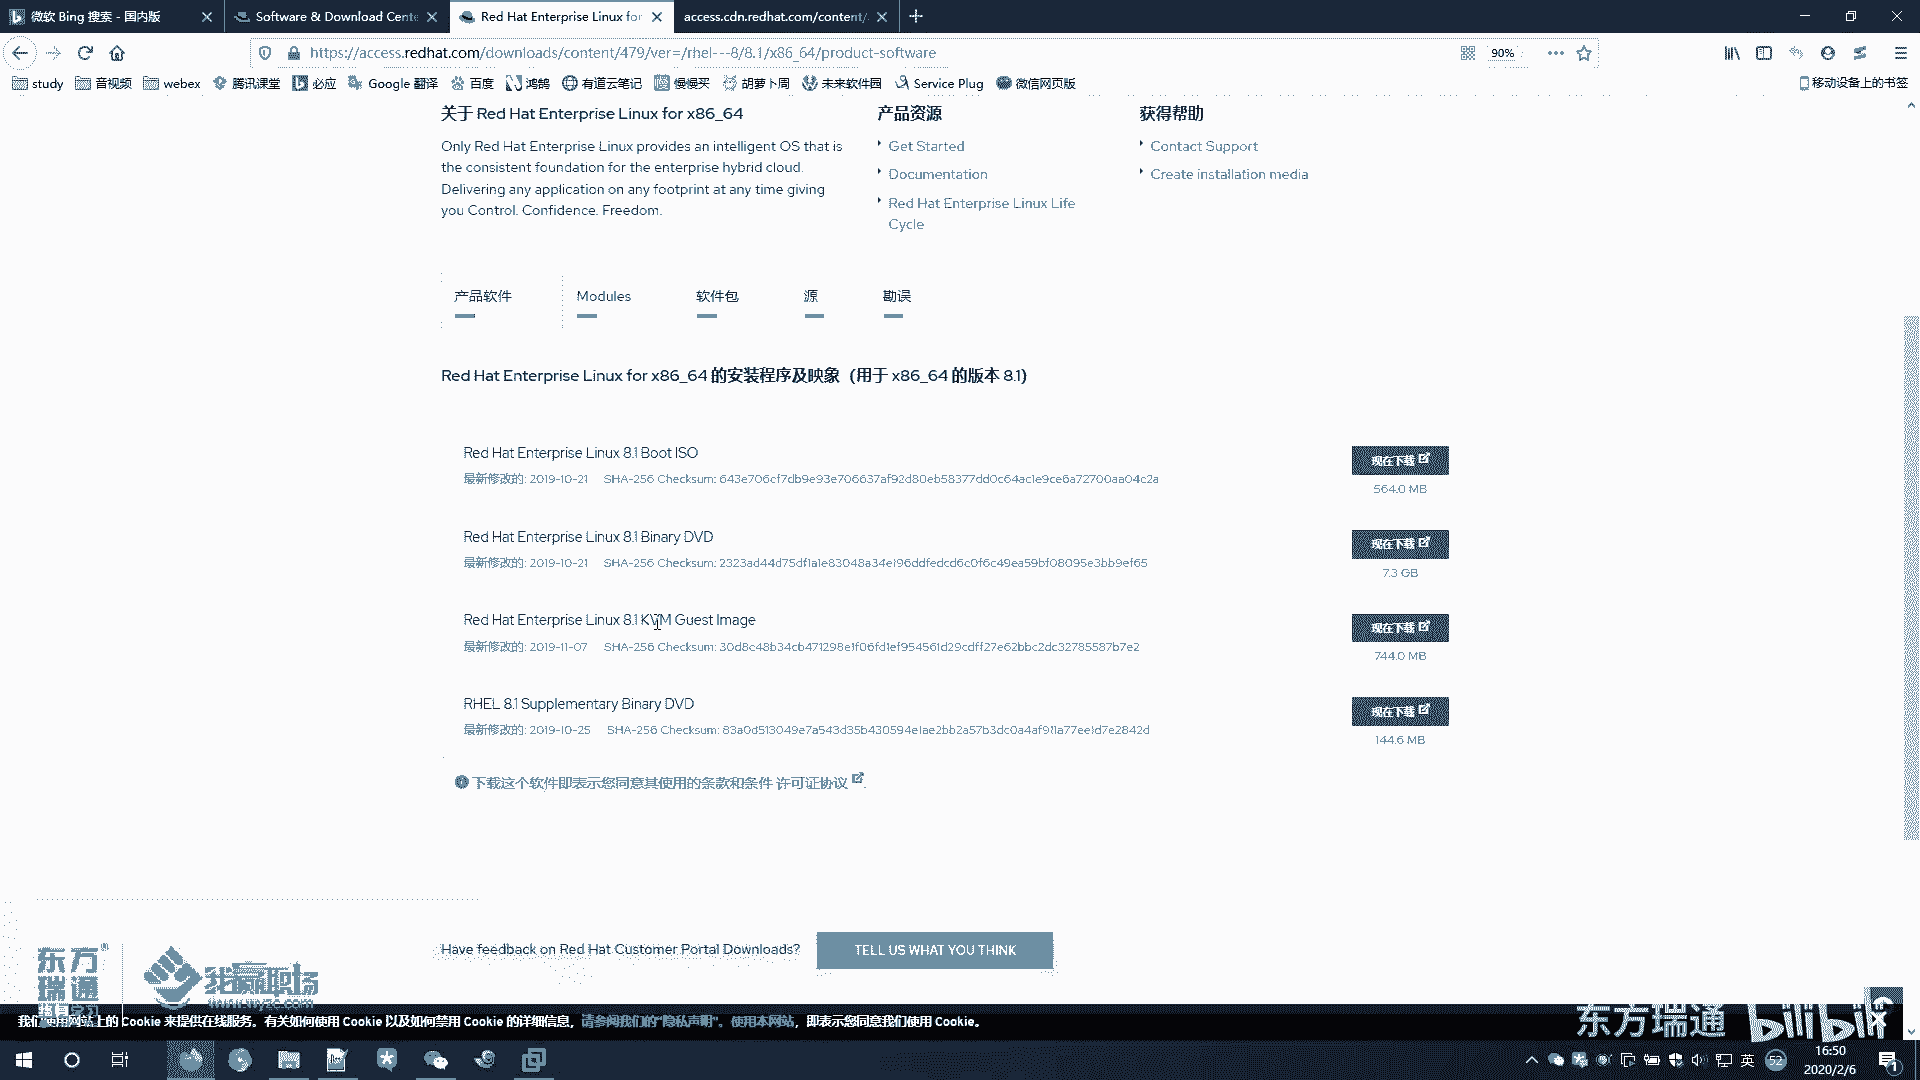 微软 Bing 搜索 - 国内版
Software & Download Cente
Red Hat Enterprise Linux for
access.cdn.redhat.com/content/
https://access.redhat.com/downloads/content/479/ver=/rhel---8/8.1/x86_64/product-software
90%
study 音视频 webex 腾讯课堂 必应 Google 翻译 百度 鸿鹄 有道云笔记 慢慢买 胡萝卜周 未来软件园 Service Plug 微信网页版 移动设备上的书签
关于 Red Hat Enterprise Linux for x86_64
Only Red Hat Enterprise Linux provides an intelligent OS that is
the consistent foundation for the enterprise hybrid cloud.
Delivering any application on any footprint at any time giving
you Control. Confidence. Freedom.
产品资源
Get Started
Documentation
Red Hat Enterprise Linux Life
Cycle
获得帮助
Contact Support
Create installation media
产品软件 Modules 软件包 源 勘误
Red Hat Enterprise Linux for x86_64 的安装程序及映象（用于 x86_64 的版本 8.1）
Red Hat Enterprise Linux 8.1 Boot ISO
现在下载
最新修改的: 2019-10-21 SHA-256 Checksum:
564.0 MB
Red Hat Enterprise Linux 8.1 Binary DVD
现在下载
最新修改的: 2019-10-21 SHA-256 Checksum:
7.3 GB
Red Hat Enterprise Linux 8.1 KVM Guest Image
现在下载
最新修改的: 2019-11-07 SHA-256 Checksum:
744.0 MB
RHEL 8.1 Supplementary Binary DVD
现在下载
最新修改的: 2019-10-25 SHA-256 Checksum:
144.6 MB
下载这个软件即表示您同意其使用的条款和条件 许可证协议.
Have feedback on Red Hat Customer Portal Downloads?
TELL US WHAT YOU THINK
东方
瑞通
我赢职场
我们使用网站上的 Cookie 来提供在线服务。有关如何使用 Cookie 以及如何禁用 Cookie 的详细信息，请参阅我们的“隐私声明”。使用本网站，即表示您同意我们使用 Cookie。
东方瑞通 bilibili
英
52
16:50
2020/2/6
1